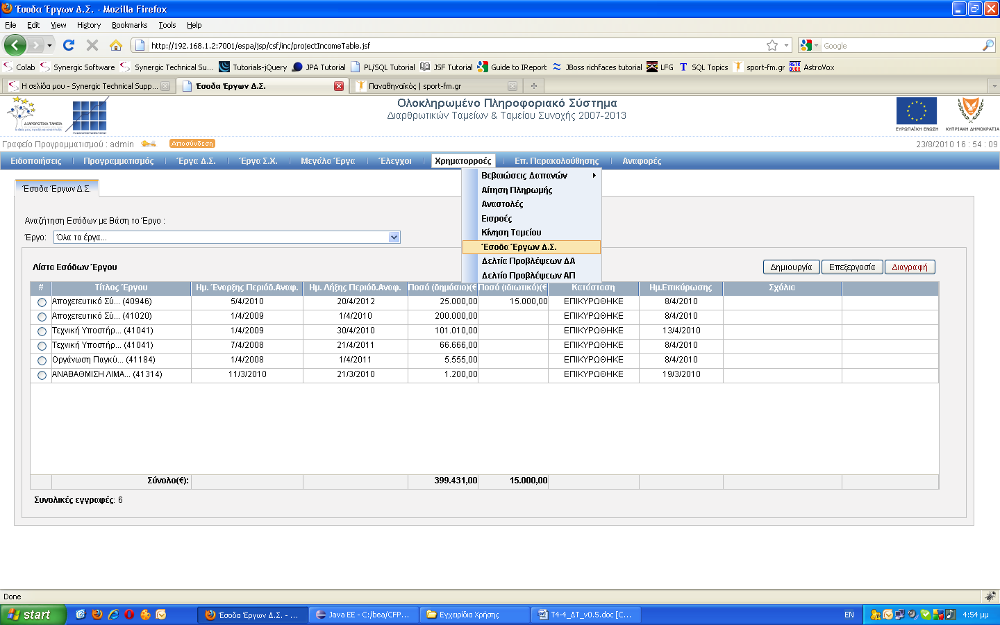 Έσοδα Έργων Δ.Σ. - Mozilla Firefox
File Edit View History Bookmarks Tools Help
http://192.168.1.2:7001/espa/jsp/csf/inc/projectIncomeTable.jsf
Google
Colab Synergic Software Synergic Technical Su... Tutorials-jQuery JPA Tutorial PL/SQL Tutorial JSF Tutorial Guide to IReport JBoss richfaces tutorial LFG SQL Topics sport-fm.gr AstroVox
Η σελίδα μου - Synergic Technical Supp... Έσοδα Έργων Δ.Σ. Παναθηναϊκός | sport-fm.gr
Ολοκληρωμένο Πληροφοριακό Σύστημα
Διαρθρωτικών Ταμείων & Ταμείου Συνοχής 2007-2013
ΔΙΑΡΘΡΩΤΙΚΑ ΤΑΜΕΙΑ
ΕΥΡΩΠΑΪΚΗ ΕΝΩΣΗ ΚΥΠΡΙΑΚΗ ΔΗΜΟΚΡΑΤΙΑ
Γραφείο Προγραμματισμού : admin Αποσύνδεση 23/8/2010 16 : 54 : 09
Ειδοποιήσεις Προγραμματισμός Έργα Δ.Σ. Έργα Σ.Χ. Μεγάλα Έργα Έλεγχοι Χρηματορροές Επ. Παρακολούθησης Αναφορές
Βεβαιώσεις Δαπανών
Αίτηση Πληρωμής
Αναστολές
Εισροές
Κίνηση Ταμείου
Έσοδα Έργων Δ.Σ.
Δελτία Προβλέψεων ΔΑ
Δελτίο Προβλέψεων ΑΠ
Έσοδα Έργων Δ.Σ.
Αναζήτηση Εσόδων με Βάση το Έργο :
Έργο: Όλα τα έργα...
Λίστα Εσόδων Έργου Δημιουργία Επεξεργασία Διαγραφή
# Τίτλος Έργου Ημ. Έναρξης Περιόδ.Αναφ. Ημ. Λήξης Περιόδ.Αναφ. Ποσό (δημόσιο)(€ Ποσό (ιδιωτικό)(€ Κατάσταση Ημ.Επικύρωσης Σχόλια
Αποχετευτικό Σύ... (40946) 5/4/2010 20/4/2012 25.000,00 15.000,00 ΕΠΙΚΥΡΩΘΗΚΕ 8/4/2010
Αποχετευτικό Σύ... (41020) 1/4/2009 1/4/2010 200.000,00 ΕΠΙΚΥΡΩΘΗΚΕ 8/4/2010
Τεχνική Υποστήρ... (41041) 1/4/2009 30/4/2010 101.010,00 ΕΠΙΚΥΡΩΘΗΚΕ 13/4/2010
Τεχνική Υποστήρ... (41041) 7/4/2008 21/4/2011 66.666,00 ΕΠΙΚΥΡΩΘΗΚΕ 8/4/2010
Οργάνωση Παγκύ... (41184) 1/4/2008 1/4/2011 5.555,00 ΕΠΙΚΥΡΩΘΗΚΕ 8/4/2010
ΑΝΑΒΑΘΜΙΣΗ ΛΙΜΑ... (41314) 11/3/2010 21/3/2010 1.200,00 ΕΠΙΚΥΡΩΘΗΚΕ 19/3/2010
Σύνολο(€): 399.431,00 15.000,00
Συνολικές εγγραφές: 6
Done
start Έσοδα Έργων Δ.Σ. - ... Java EE - C:/bea/CFP... Εγχειρίδια Χρήσης T4-4_ΔΤ_v0.5.doc [C... EN 4:54 μμ